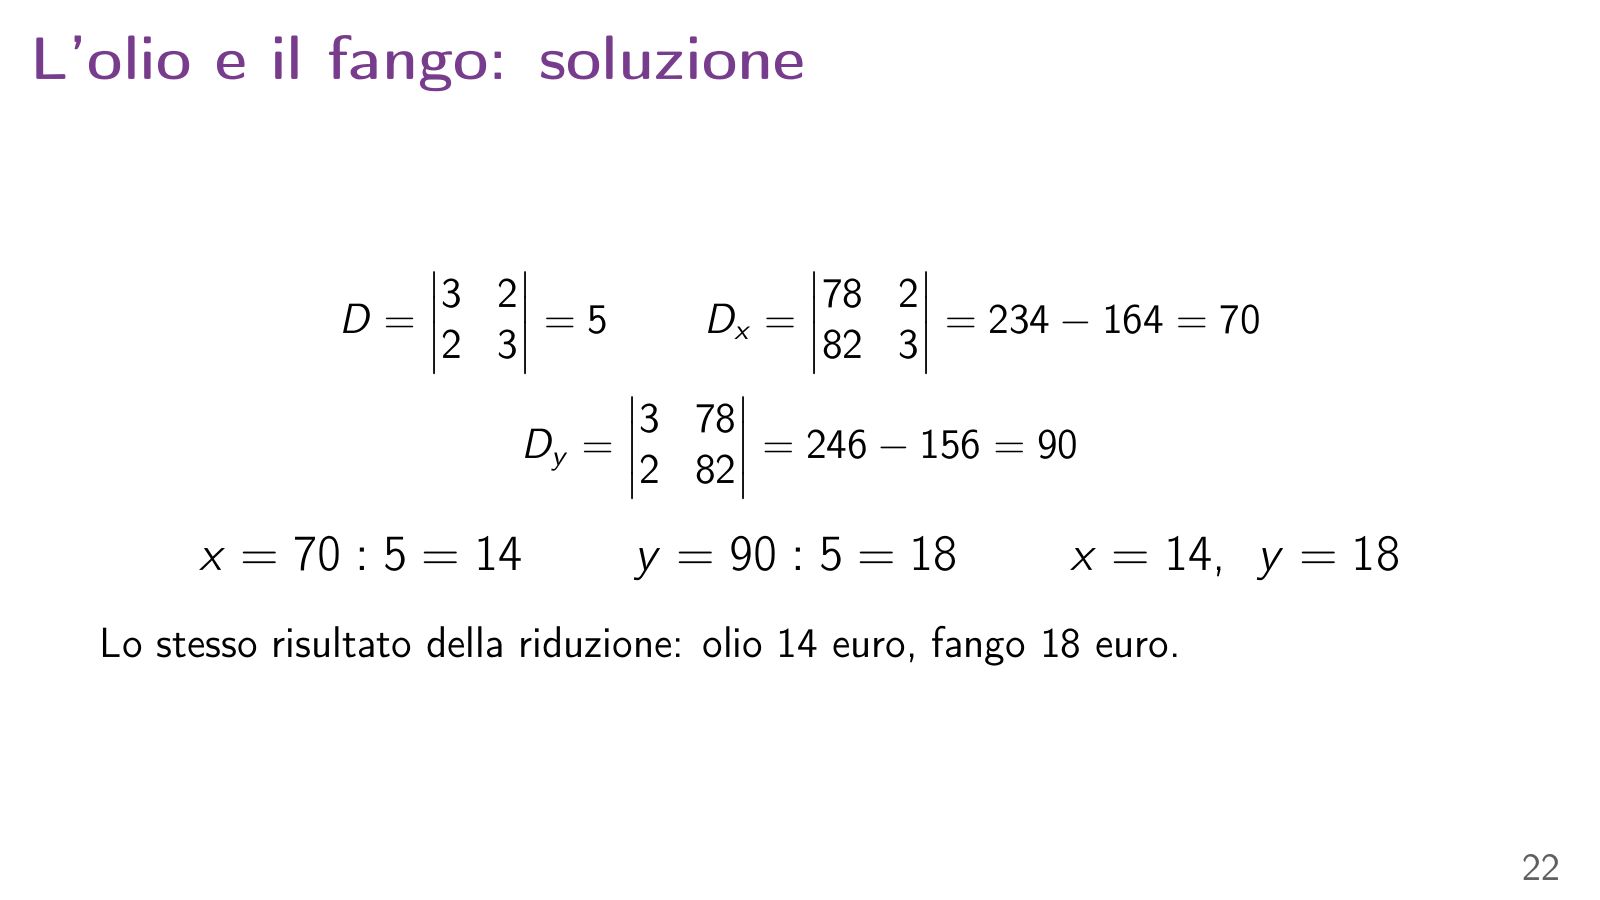 L'olio e il fango: soluzione
D = |3 2| = 5    Dₓ = |78 2| = 234 − 164 = 70
|2 3|    |82 3|
D_y = |3 78| = 246 − 156 = 90
|2 82|
x = 70 : 5 = 14    y = 90 : 5 = 18    x = 14, y = 18
Lo stesso risultato della riduzione: olio 14 euro, fango 18 euro.
22